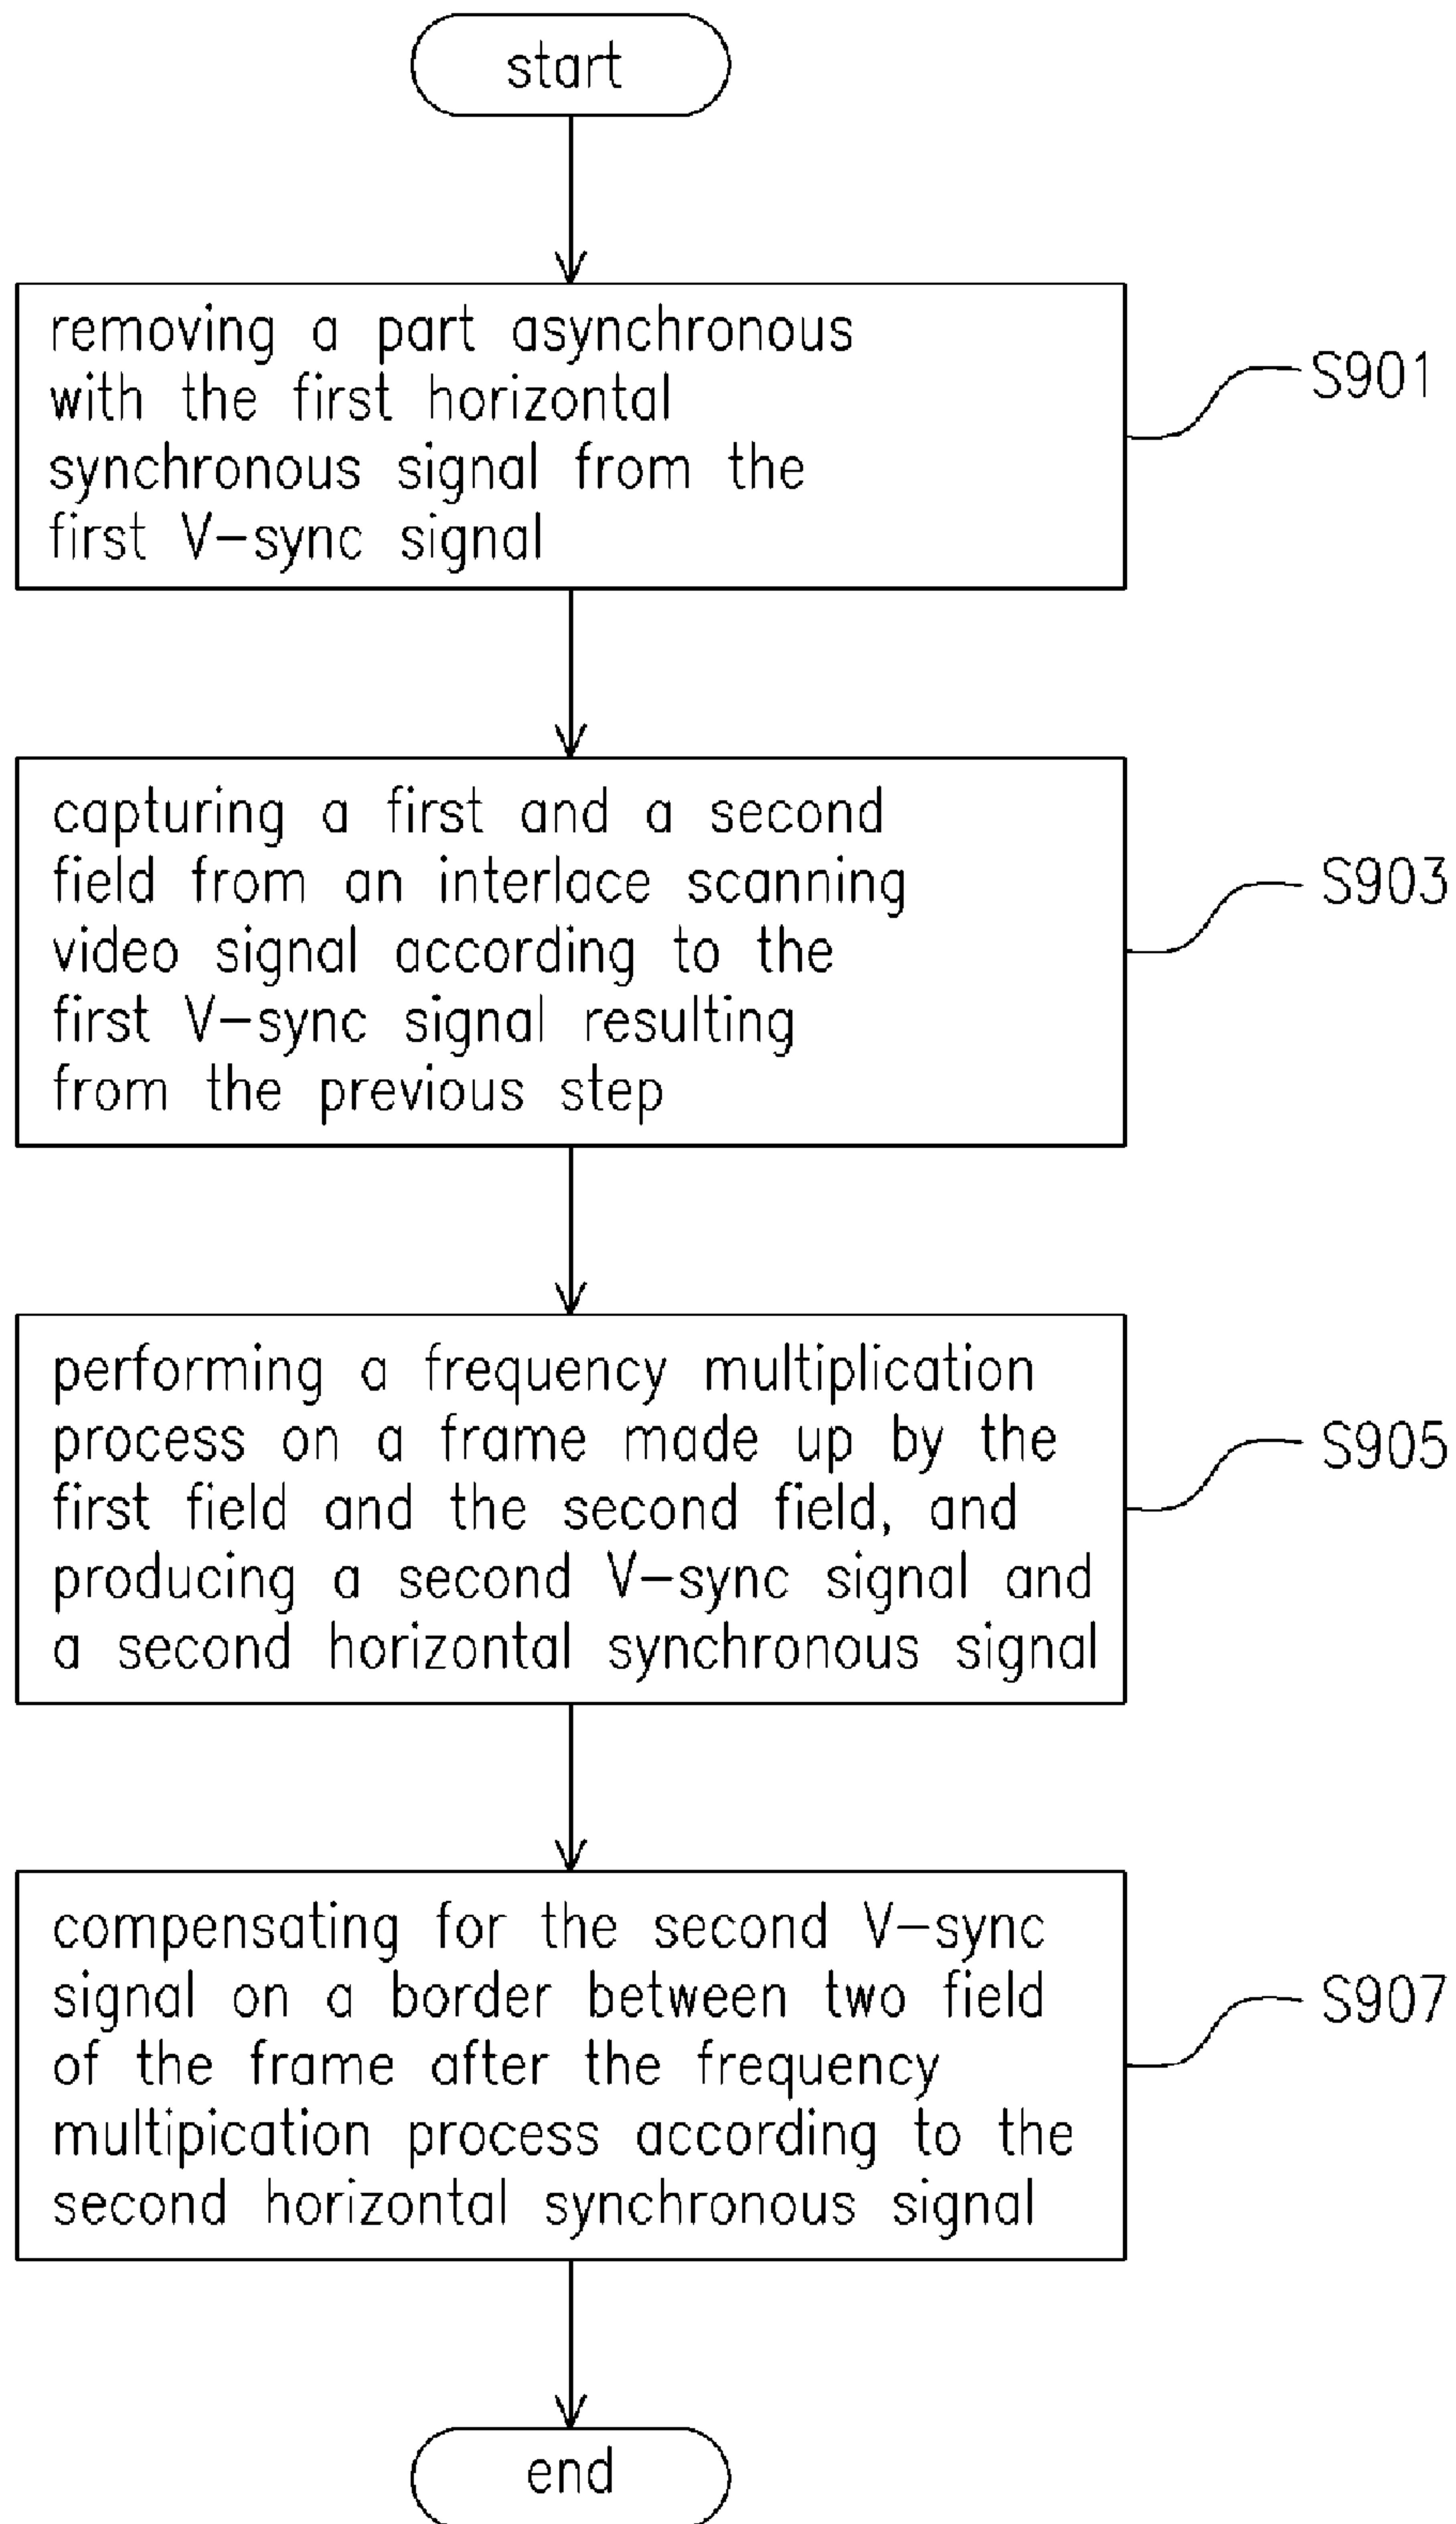 start
removing a part asynchronous
with the first horizontal
synchronous signal from the
first V-sync signal
S901
capturing a first and a second
field from an interlace scanning
video signal according to the
first V-sync signal resulting
from the previous step
S903
performing a frequency multiplication
process on a frame made up by the
first field and the second field, and
producing a second V-sync signal and
a second horizontal synchronous signal
S905
compensating for the second V-sync
signal on a border between two field
of the frame after the frequency
multipication process according to the
second horizontal synchronous signal
S907
end